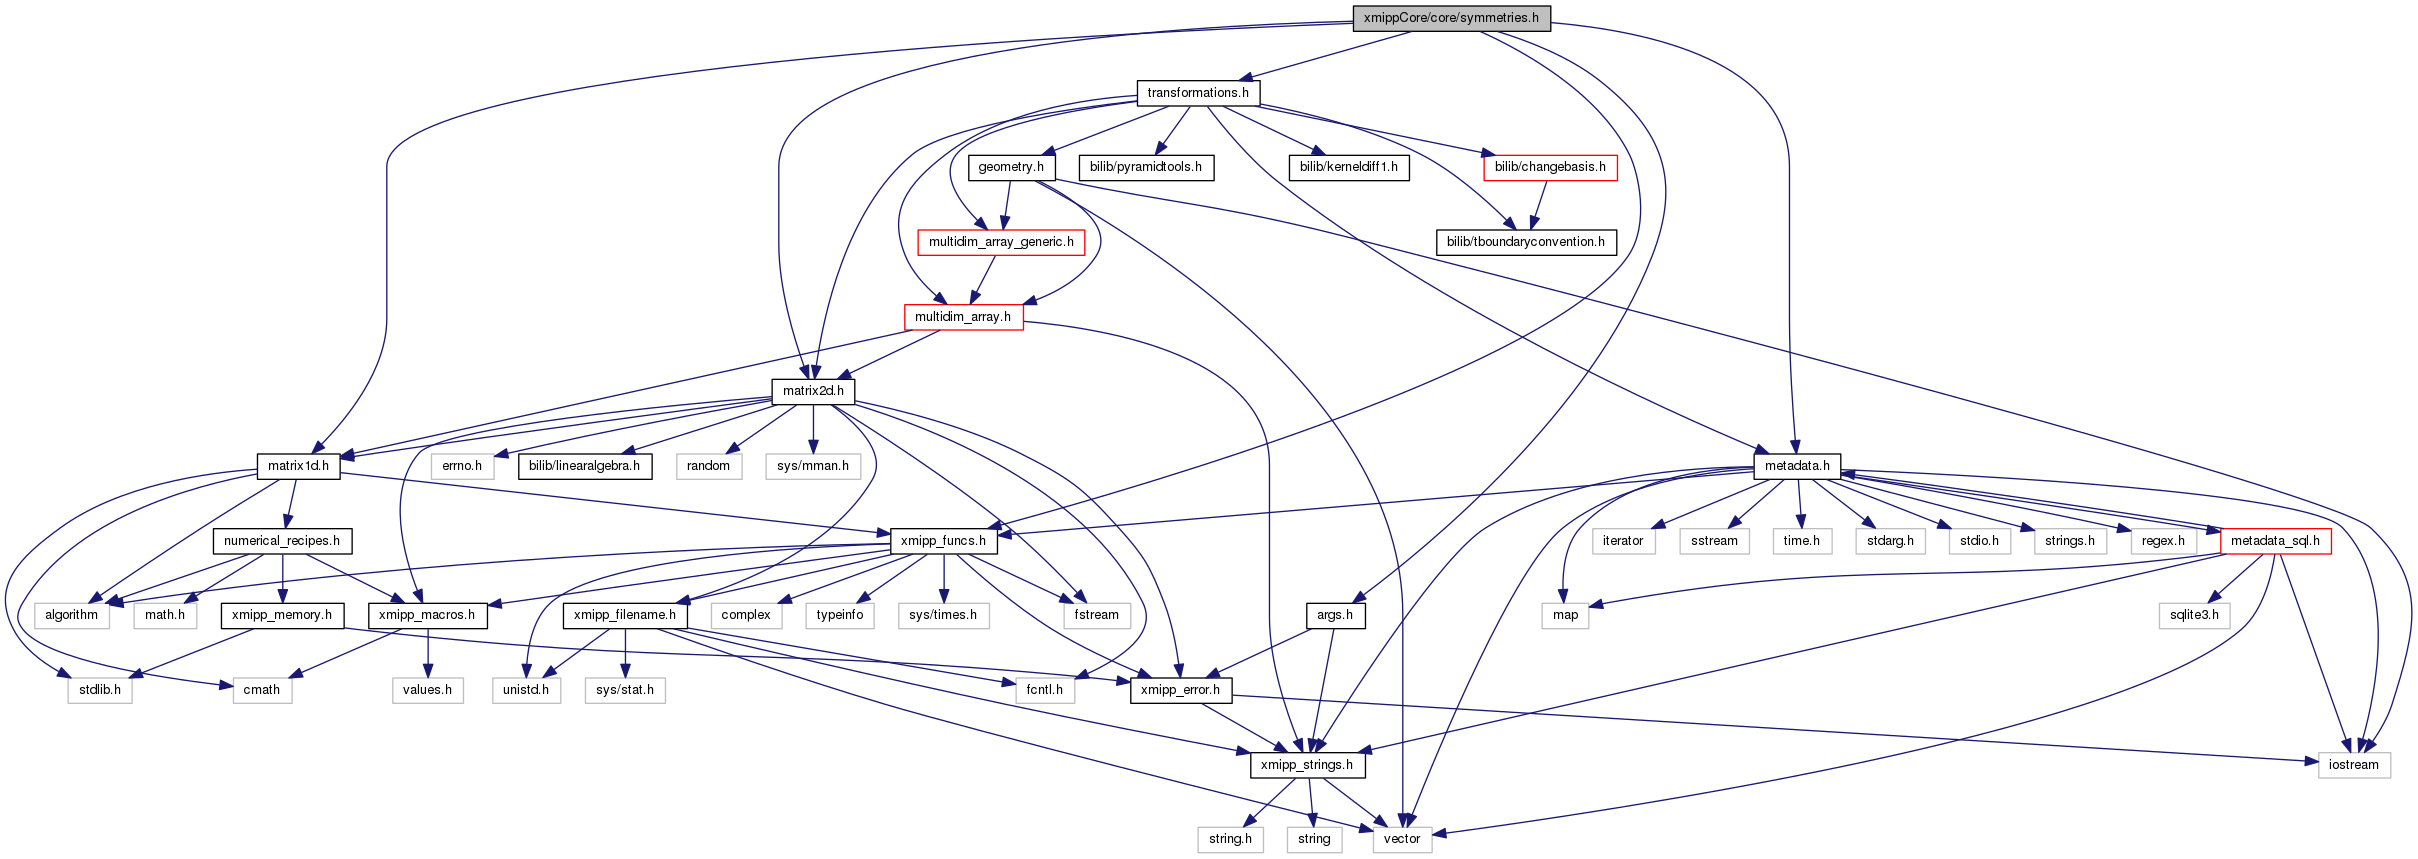 xmippCore/core/symmetries.h
transformations.h
geometry.h
bilib/pyramidtools.h
bilib/kerneldiff1.h
bilib/changebasis.h
multidim_array_generic.h
bilib/tboundaryconvention.h
multidim_array.h
matrix2d.h
matrix1d.h
errno.h
bilib/linearalgebra.h
random
sys/mman.h
metadata.h
numerical_recipes.h
xmipp_funcs.h
iterator
sstream
time.h
stdarg.h
stdio.h
strings.h
regex.h
metadata_sql.h
algorithm
math.h
xmipp_memory.h
xmipp_macros.h
xmipp_filename.h
complex
typeinfo
sys/times.h
fstream
args.h
map
sqlite3.h
stdlib.h
cmath
values.h
unistd.h
sys/stat.h
fcntl.h
xmipp_error.h
xmipp_strings.h
iostream
string.h
string
vector